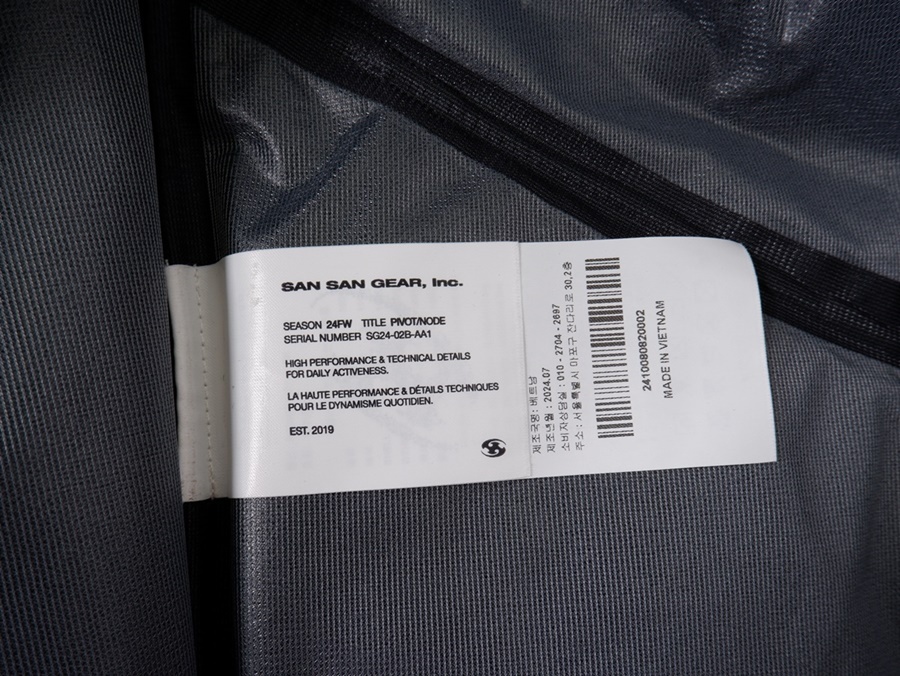 SAN SAN GEAR, Inc.
SEASON 24FW TITLE PIVOT/NODE
SERIAL NUMBER SG24-02B-AA1
HIGH PERFORMANCE & TECHNICAL DETAILS
FOR DAILY ACTIVENESS.
LA HAUTE PERFORMANCE & DÉTAILS TECHNIQUES
POUR LE DYNAMISME QUOTIDIEN.
EST. 2019
제조국명 : 베트남
제조년월 : 2024.07
소비자상담실 : 010 - 2704 - 2697
주소 : 서울특별시 마포구 잔다리로 30, 2층
2410080820002
MADE IN VIETNAM